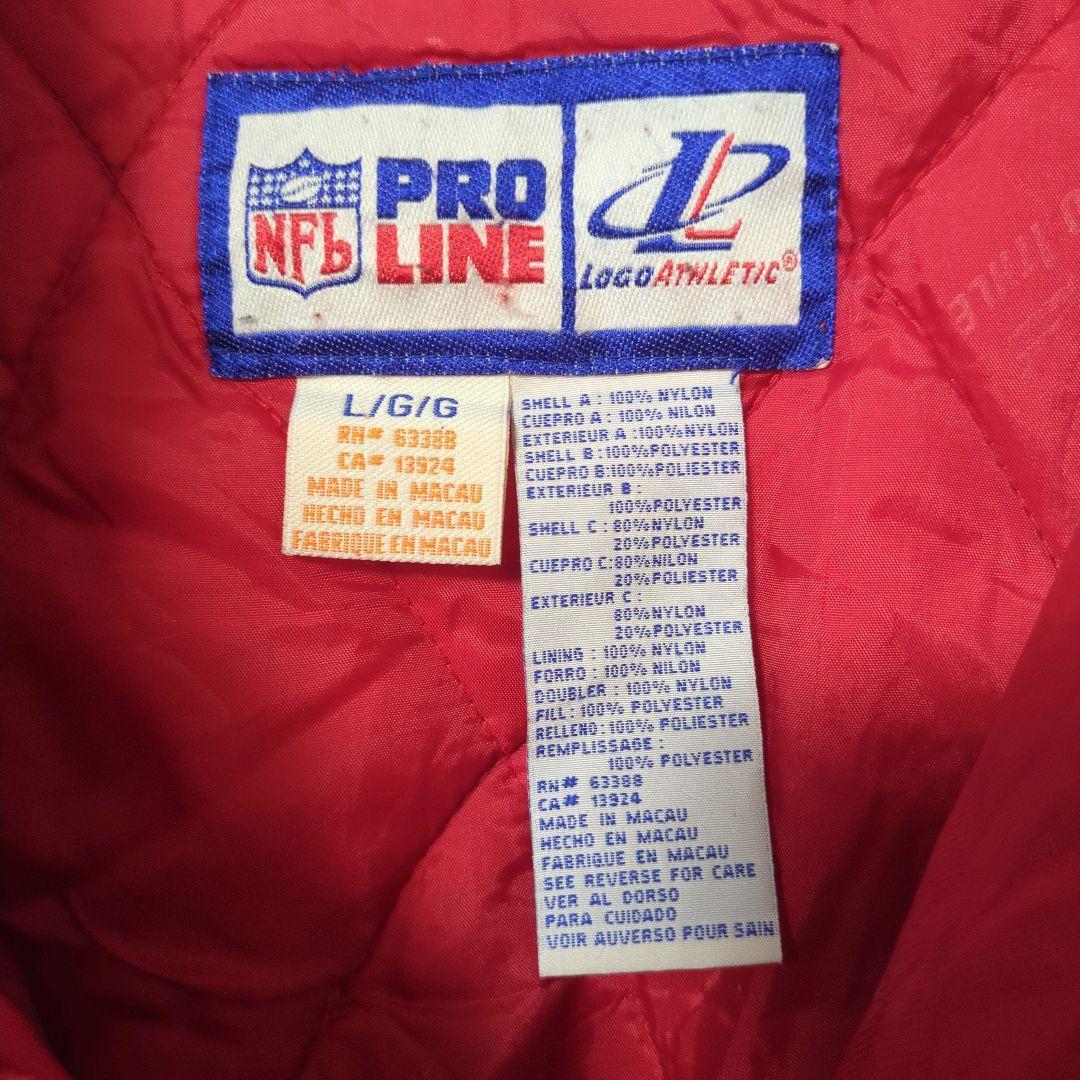 NFL
PRO
LINE
LL
LOGOATHLETIC®
L/G/G
RN# 63388
CA# 13924
MADE IN MACAU
HECHO EN MACAU
FABRIQUE EN MACAU
SHELL A : 100% NYLON
CUEPRO A : 100% NILON
EXTERIEUR A :100%NYLON
SHELL B :100%POLYESTER
CUEPRO B:100%POLIESTER
EXTERIEUR B :
100%POLYESTER
SHELL C: 80%NYLON
20%POLYESTER
CUEPRO C:80%NILON
20%POLIESTER
EXTERIEUR C :
80%NYLON
20%POLYESTER
LINING : 100% NYLON
FORRO : 100% NILON
DOUBLER : 100% NYLON
FILL : 100% POLYESTER
RELLENO: 100% POLIESTER
REMPLISSAGE :
100% POLYESTER
RN# 63388
CA# 13924
MADE IN MACAU
HECHO EN MACAU
FABRIQUE EN MACAU
SEE REVERSE FOR CARE
VER AL DORSO
PARA CUIDADO
VOIR AUVERSO POUR SAIN